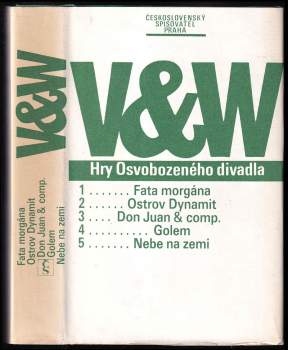 ČESKOSLOVENSKÝ
SPISOVATEL
PRAHA
V&W
Hry Osvobozeného divadla
1 ....... Fata morgána
2 ...... Ostrov Dynamit
3 .... Don Juan & comp.
4 .......... Golem
5 ....... Nebe na zemi
V&W
Fata morgána
Ostrov Dynamit
Don Juan & comp.
Golem
Nebe na zemi